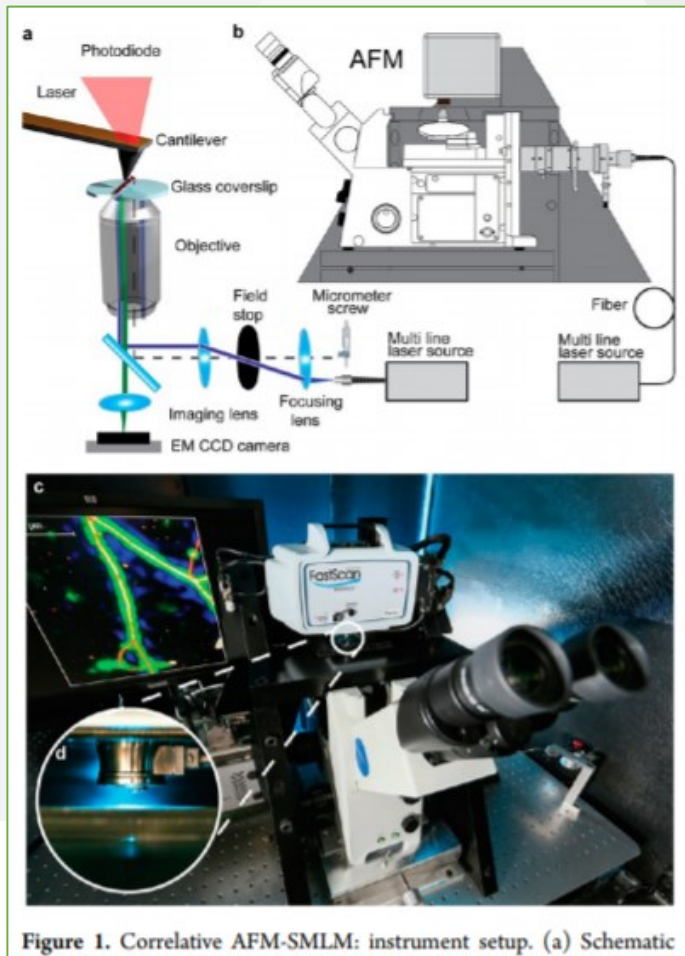 a
Photodiode
Laser
Cantilever
Glass coverslip
Objective
Field
stop
Micrometer
screw
Multi line
laser source
Imaging lens
Focusing
lens
EM CCD camera
b
AFM
Fiber
Multi line
laser source
c
FastScan
d
Figure 1. Correlative AFM-SMLM: instrument setup. (a) Schematic